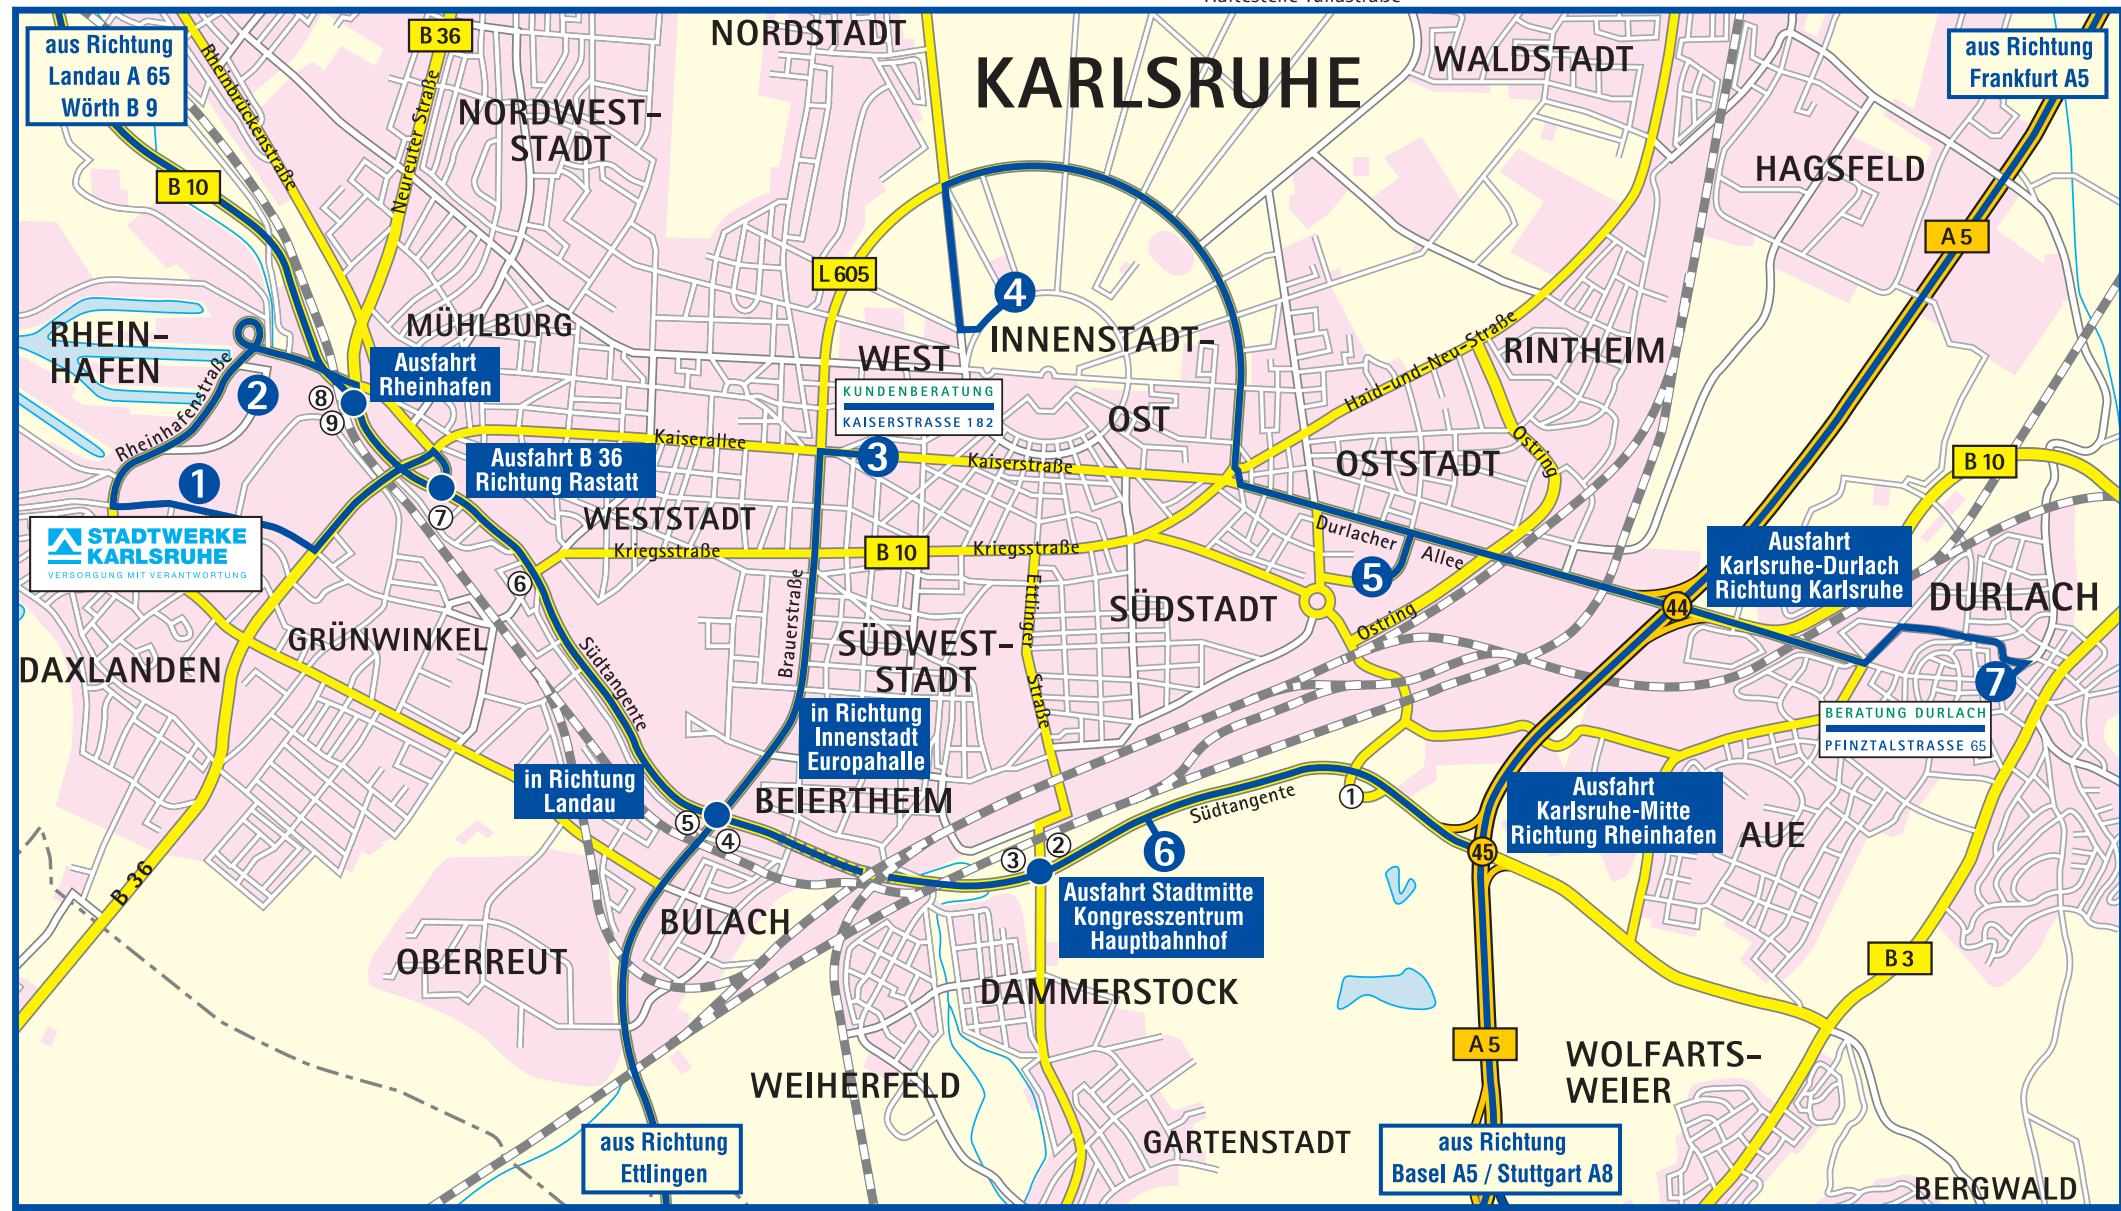 Haltestelle Tullastraße
aus Richtung
Landau A 65
Wörth B 9
B 36
NORDSTADT
KARLSRUHE
WALDSTADT
aus Richtung
Frankfurt A5
Rheinbrückenstraße
Neureuter Straße
NORDWEST-
STADT
HAGSFELD
B 10
A 5
L 605
4
RHEIN-
HAFEN
MÜHLBURG
INNENSTADT-
WEST
OST
RINTHEIM
Haid-und-Neu-Straße
Ausfahrt
Rheinhafen
2
8
9
Rheinhafenstraße
KUNDENBERATUNG
KAISERSTRASSE 182
Kaiserallee
3
Kaiserstraße
OSTSTADT
Ostring
B 10
Ausfahrt B 36
Richtung Rastatt
1
7
STADTWERKE
KARLSRUHE
VERSORGUNG MIT VERANTWORTUNG
WESTSTADT
Kriegsstraße
B 10
Kriegsstraße
Durlacher
Allee
5
Ausfahrt
Karlsruhe-Durlach
Richtung Karlsruhe
6
44
DURLACH
Brauerstraße
Ettlinger
Straße
SÜDSTADT
Ostring
GRÜNWINKEL
DAXLANDEN
Südtangente
SÜDWEST-
STADT
7
BERATUNG DURLACH
PFINZTALSTRASSE 65
in Richtung
Innenstadt
Europahalle
in Richtung
Landau
BEIERTHEIM
5
4
Südtangente
1
Ausfahrt
Karlsruhe-Mitte
Richtung Rheinhafen
AUE
45
3
2
6
B 36
Ausfahrt Stadtmitte
Kongresszentrum
Hauptbahnhof
BULACH
OBERREUT
B 3
DAMMERSTOCK
A 5
WOLFARTS-
WEIER
WEIHERFELD
GARTENSTADT
aus Richtung
Ettlingen
aus Richtung
Basel A5 / Stuttgart A8
BERGWALD